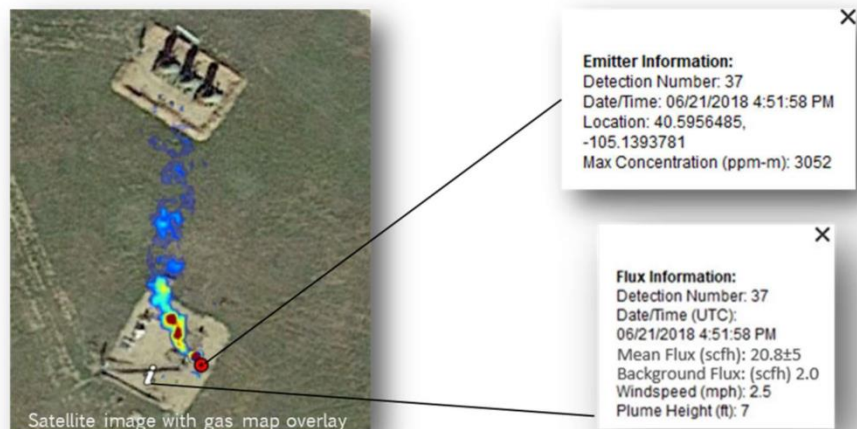 Emitter Information:
Detection Number: 37
Date/Time: 06/21/2018 4:51:58 PM
Location: 40.5956485,
-105.1393781
Max Concentration (ppm-m): 3052
Flux Information:
Detection Number: 37
Date/Time (UTC):
06/21/2018 4:51:58 PM
Mean Flux (scfh): 20.8±5
Background Flux: (scfh) 2.0
Windspeed (mph): 2.5
Plume Height (ft): 7
Satellite image with gas map overlay